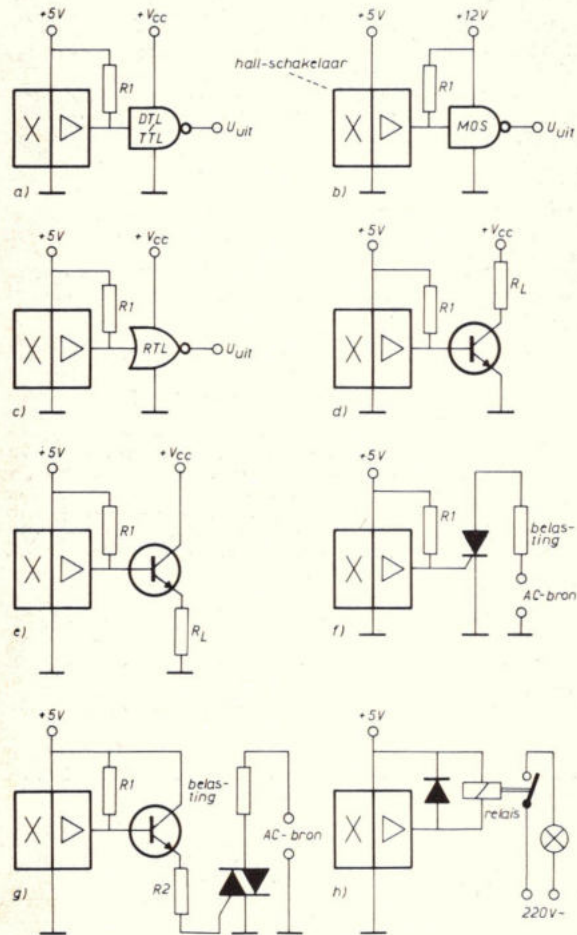 +5V
+Vcc
R1
DTL
/
TTL
Uuit
a)
+5V
+12V
hall-schakelaar
R1
MOS
Uuit
b)
+5V
+Vcc
R1
RTL
Uuit
c)
+5V
+Vcc
RL
R1
d)
+5V
+Vcc
R1
RL
e)
+5V
R1
belas-
ting
AC-bron
f)
+5V
R1
belas-
ting
AC-bron
R2
g)
+5V
relais
220V~
h)